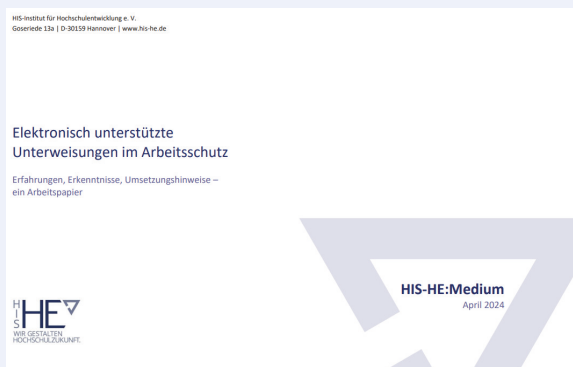 HIS-Institut für Hochschulentwicklung e. V.
Goseriede 13a | D-30159 Hannover | www.his-he.de
Elektronisch unterstützte
Unterweisungen im Arbeitsschutz
Erfahrungen, Erkenntnisse, Umsetzungshinweise –
ein Arbeitspapier
HIS-HE:Medium
April 2024
HIS HE
WIR GESTALTEN
HOCHSCHULZUKUNFT.